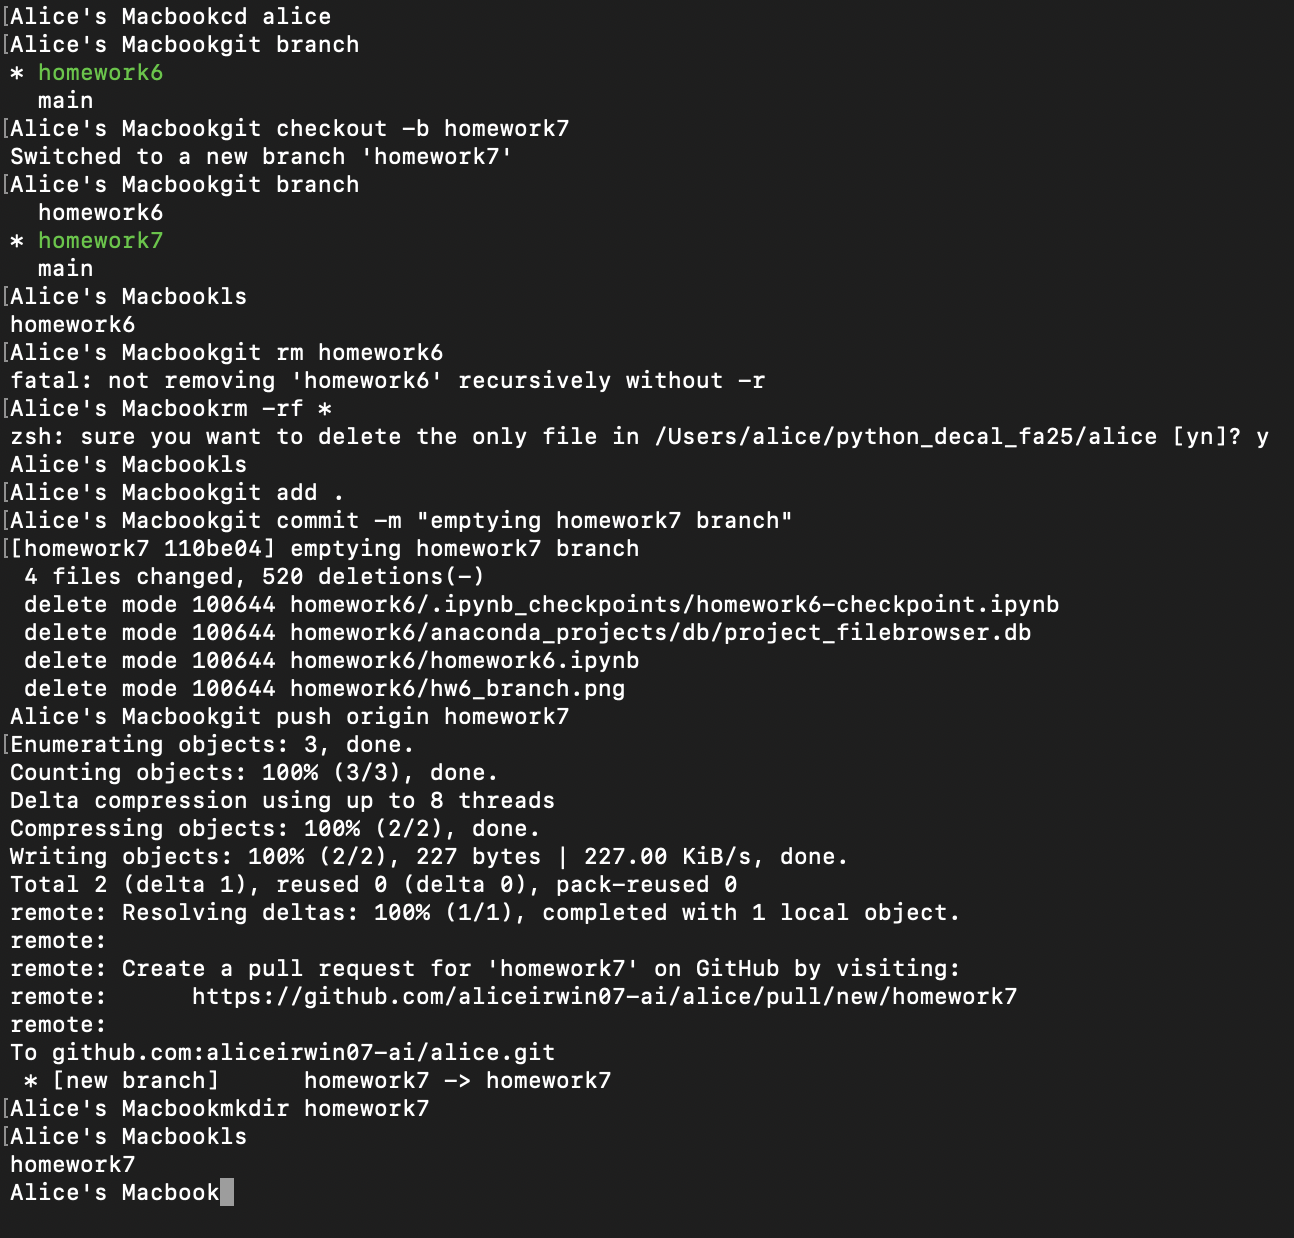 [Alice's Macbookcd alice
[Alice's Macbookgit branch
* homework6
  main
[Alice's Macbookgit checkout -b homework7
Switched to a new branch 'homework7'
[Alice's Macbookgit branch
  homework6
* homework7
  main
[Alice's Macbookls
homework6
[Alice's Macbookgit rm homework6
fatal: not removing 'homework6' recursively without -r
[Alice's Macbookrm -rf *
zsh: sure you want to delete the only file in /Users/alice/python_decal_fa25/alice [yn]? y
Alice's Macbookls
[Alice's Macbookgit add .
[Alice's Macbookgit commit -m "emptying homework7 branch"
[[homework7 110be04] emptying homework7 branch
 4 files changed, 520 deletions(-)
 delete mode 100644 homework6/.ipynb_checkpoints/homework6-checkpoint.ipynb
 delete mode 100644 homework6/anaconda_projects/db/project_filebrowser.db
 delete mode 100644 homework6/homework6.ipynb
 delete mode 100644 homework6/hw6_branch.png
Alice's Macbookgit push origin homework7
[Enumerating objects: 3, done.
Counting objects: 100% (3/3), done.
Delta compression using up to 8 threads
Compressing objects: 100% (2/2), done.
Writing objects: 100% (2/2), 227 bytes | 227.00 KiB/s, done.
Total 2 (delta 1), reused 0 (delta 0), pack-reused 0
remote: Resolving deltas: 100% (1/1), completed with 1 local object.
remote:
remote: Create a pull request for 'homework7' on GitHub by visiting:
remote:      https://github.com/aliceirwin07-ai/alice/pull/new/homework7
remote:
To github.com:aliceirwin07-ai/alice.git
 * [new branch]      homework7 -> homework7
[Alice's Macbookmkdir homework7
[Alice's Macbookls
homework7
Alice's Macbook